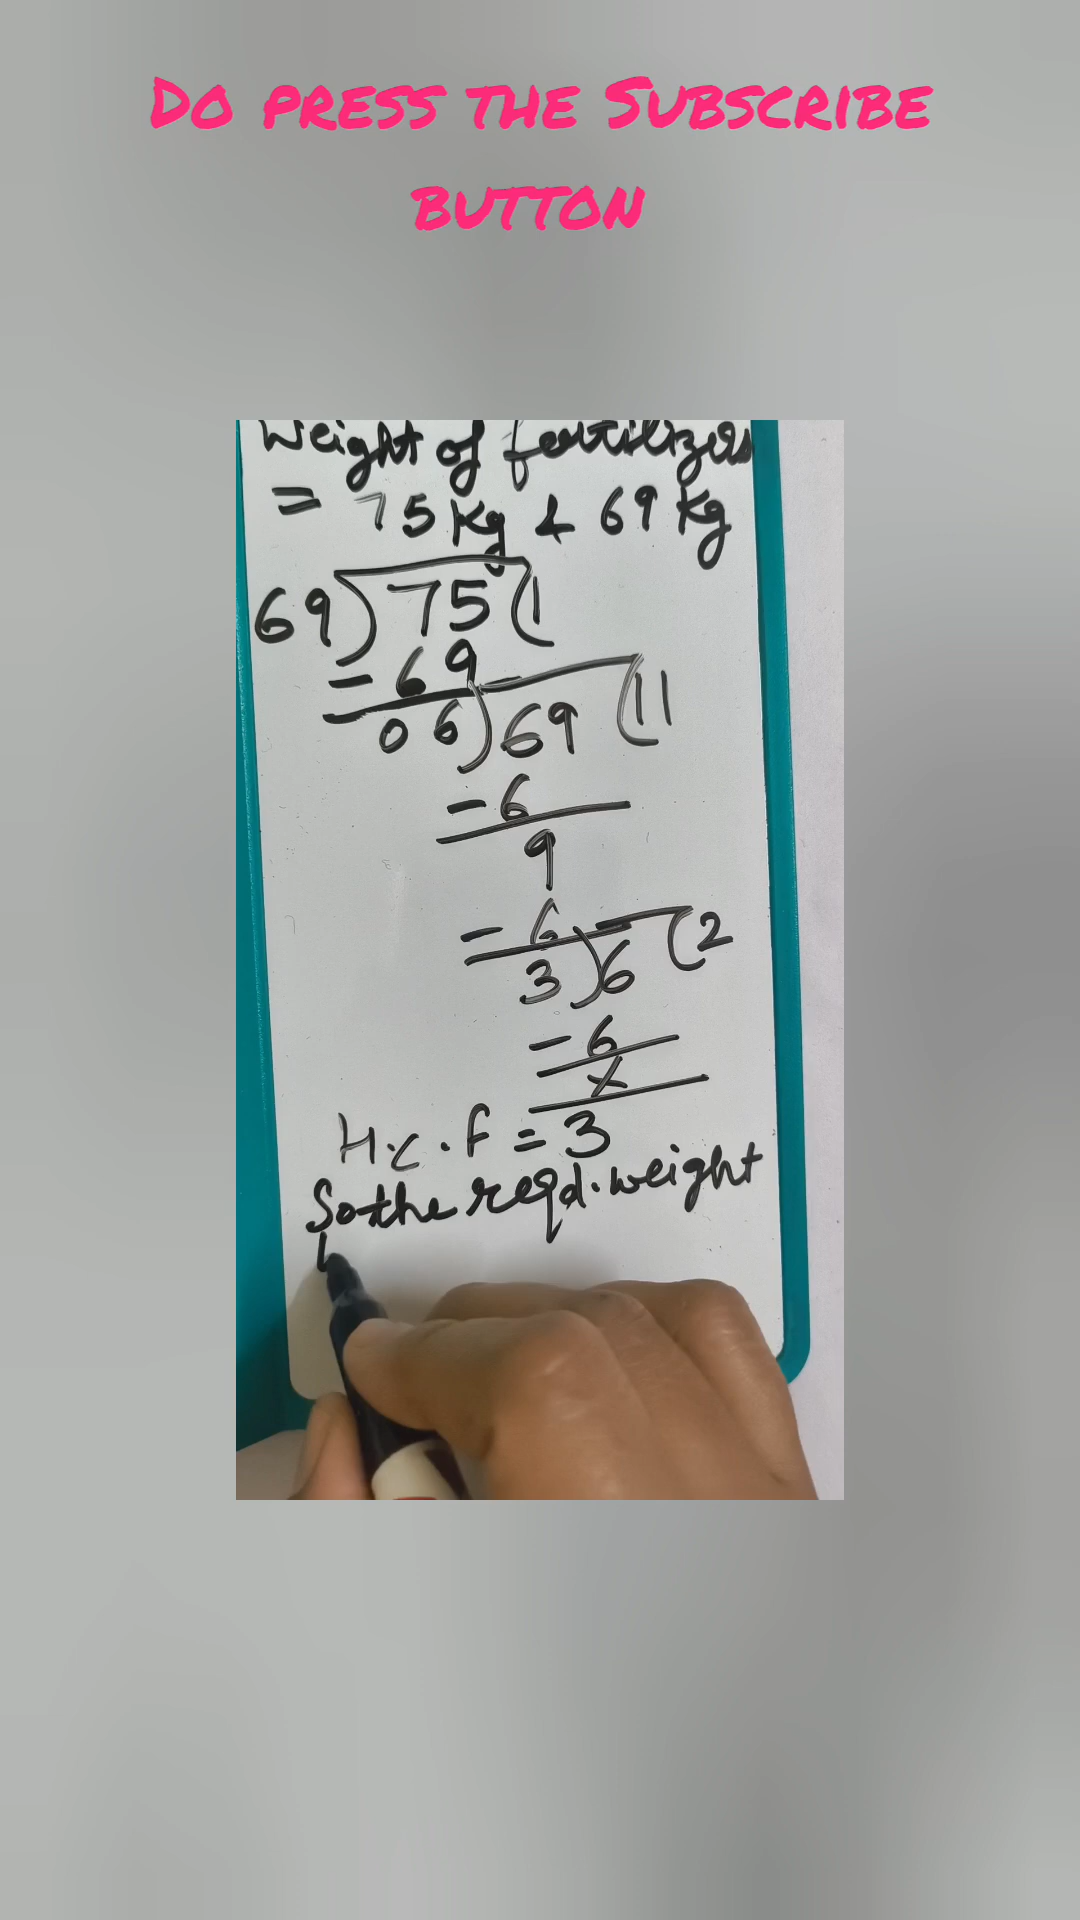 Do press the Subscribe
button
Weight of fertilizers
= 75 Kg & 69 Kg
69) 75 (1
- 69
06) 69 (11
- 6
9
- 6
3) 6 (2
- 6
x
H.C.F = 3
So the reqd. weight